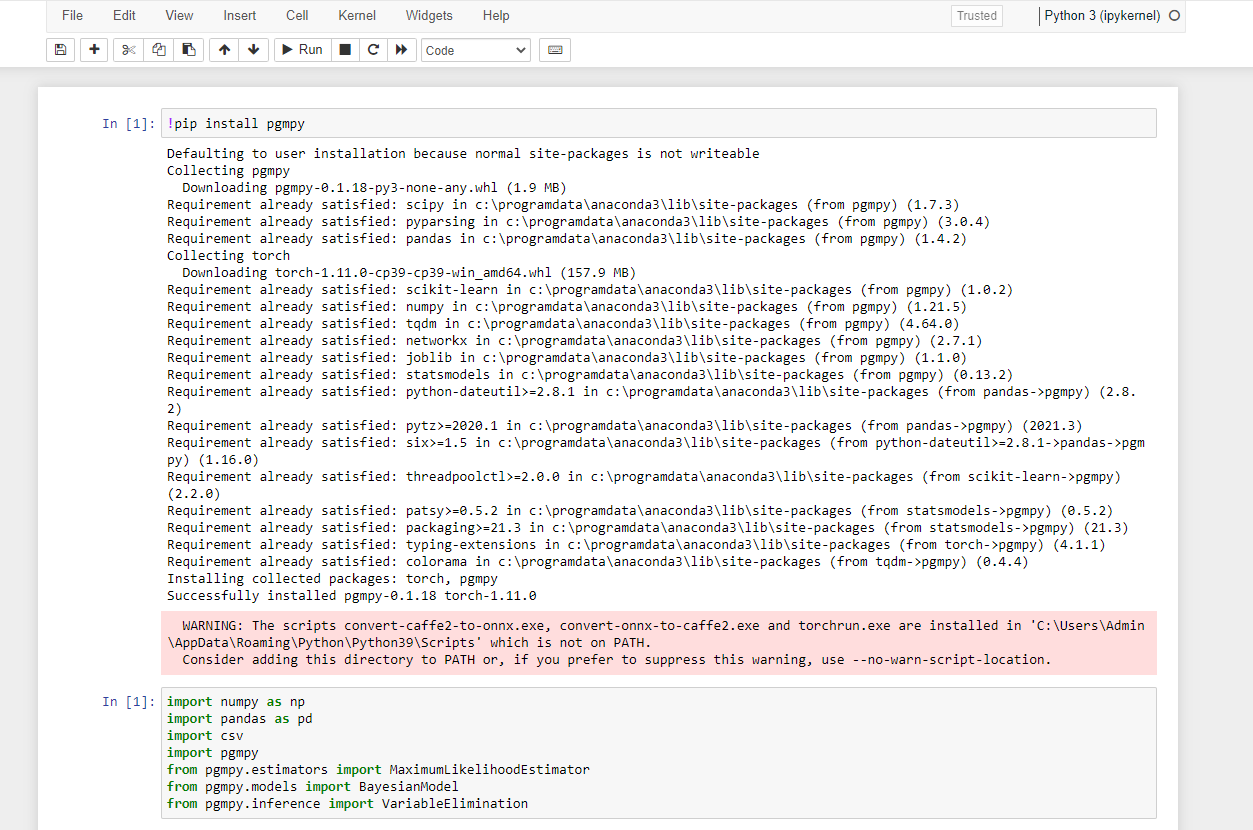 File Edit View Insert Cell Kernel Widgets Help Trusted Python 3 (ipykernel)
Run Code
In [1]: !pip install pgmpy
Defaulting to user installation because normal site-packages is not writeable
Collecting pgmpy
Downloading pgmpy-0.1.18-py3-none-any.whl (1.9 MB)
Requirement already satisfied: scipy in c:\programdata\anaconda3\lib\site-packages (from pgmpy) (1.7.3)
Requirement already satisfied: pyparsing in c:\programdata\anaconda3\lib\site-packages (from pgmpy) (3.0.4)
Requirement already satisfied: pandas in c:\programdata\anaconda3\lib\site-packages (from pgmpy) (1.4.2)
Collecting torch
Downloading torch-1.11.0-cp39-cp39-win_amd64.whl (157.9 MB)
Requirement already satisfied: scikit-learn in c:\programdata\anaconda3\lib\site-packages (from pgmpy) (1.0.2)
Requirement already satisfied: numpy in c:\programdata\anaconda3\lib\site-packages (from pgmpy) (1.21.5)
Requirement already satisfied: tqdm in c:\programdata\anaconda3\lib\site-packages (from pgmpy) (4.64.0)
Requirement already satisfied: networkx in c:\programdata\anaconda3\lib\site-packages (from pgmpy) (2.7.1)
Requirement already satisfied: joblib in c:\programdata\anaconda3\lib\site-packages (from pgmpy) (1.1.0)
Requirement already satisfied: statsmodels in c:\programdata\anaconda3\lib\site-packages (from pgmpy) (0.13.2)
Requirement already satisfied: python-dateutil>=2.8.1 in c:\programdata\anaconda3\lib\site-packages (from pandas->pgmpy) (2.8.
2)
Requirement already satisfied: pytz>=2020.1 in c:\programdata\anaconda3\lib\site-packages (from pandas->pgmpy) (2021.3)
Requirement already satisfied: six>=1.5 in c:\programdata\anaconda3\lib\site-packages (from python-dateutil>=2.8.1->pandas->pgm
py) (1.16.0)
Requirement already satisfied: threadpoolctl>=2.0.0 in c:\programdata\anaconda3\lib\site-packages (from scikit-learn->pgmpy)
(2.2.0)
Requirement already satisfied: patsy>=0.5.2 in c:\programdata\anaconda3\lib\site-packages (from statsmodels->pgmpy) (0.5.2)
Requirement already satisfied: packaging>=21.3 in c:\programdata\anaconda3\lib\site-packages (from statsmodels->pgmpy) (21.3)
Requirement already satisfied: typing-extensions in c:\programdata\anaconda3\lib\site-packages (from torch->pgmpy) (4.1.1)
Requirement already satisfied: colorama in c:\programdata\anaconda3\lib\site-packages (from tqdm->pgmpy) (0.4.4)
Installing collected packages: torch, pgmpy
Successfully installed pgmpy-0.1.18 torch-1.11.0
WARNING: The scripts convert-caffe2-to-onnx.exe, convert-onnx-to-caffe2.exe and torchrun.exe are installed in 'C:\Users\Admin
\AppData\Roaming\Python\Python39\Scripts' which is not on PATH.
Consider adding this directory to PATH or, if you prefer to suppress this warning, use --no-warn-script-location.
In [1]: import numpy as np
import pandas as pd
import csv
import pgmpy
from pgmpy.estimators import MaximumLikelihoodEstimator
from pgmpy.models import BayesianModel
from pgmpy.inference import VariableElimination